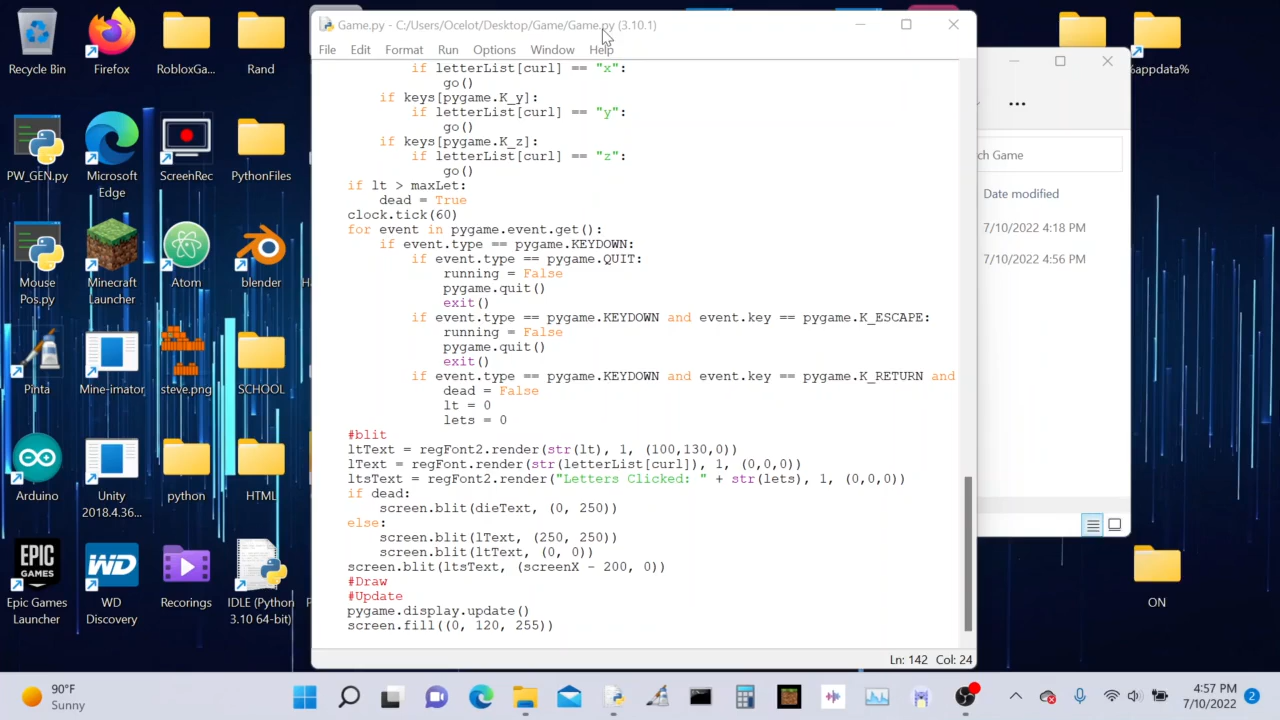 Game.py - C:/Users/Ocelot/Desktop/Game/Game.py (3.10.1)
File Edit Format Run Options Window Help
if letterList[curl] == "x":
go()
if keys[pygame.K_y]:
if letterList[curl] == "y":
go()
if keys[pygame.K_z]:
if letterList[curl] == "z":
go()
if lt > maxLet:
dead = True
clock.tick(60)
for event in pygame.event.get():
if event.type == pygame.KEYDOWN:
if event.type == pygame.QUIT:
running = False
pygame.quit()
exit()
if event.type == pygame.KEYDOWN and event.key == pygame.K_ESCAPE:
running = False
pygame.quit()
exit()
if event.type == pygame.KEYDOWN and event.key == pygame.K_RETURN and
dead = False
lt = 0
lets = 0
#blit
ltText = regFont2.render(str(lt), 1, (100,130,0))
lText = regFont.render(str(letterList[curl]), 1, (0,0,0))
ltsText = regFont2.render("Letters Clicked: " + str(lets), 1, (0,0,0))
if dead:
screen.blit(dieText, (0, 250))
else:
screen.blit(lText, (250, 250))
screen.blit(ltText, (0, 0))
screen.blit(ltsText, (screenX - 200, 0))
#Draw
#Update
pygame.display.update()
screen.fill((0, 120, 255))
Ln: 142 Col: 24
Recycle Bin
Firefox
RobloxGa...
Rand
PW_GEN.py
Microsoft
Edge
ScreenRec
PythonFiles
Mouse
Pos.py
Minecraft
Launcher
Atom
blender
Pinta
Mine-imator
steve.png
SCHOOL
Arduino
Unity
2018.4.36...
python
HTML
EPIC
GAMES
Epic Games
Launcher
WD
WD
Discovery
Recorings
IDLE (Python
3.10 64-bit)
%appdata%
ch Game
Date modified
7/10/2022 4:18 PM
7/10/2022 4:56 PM
ON
90°F
Sunny
4:57 PM
7/10/2022
2